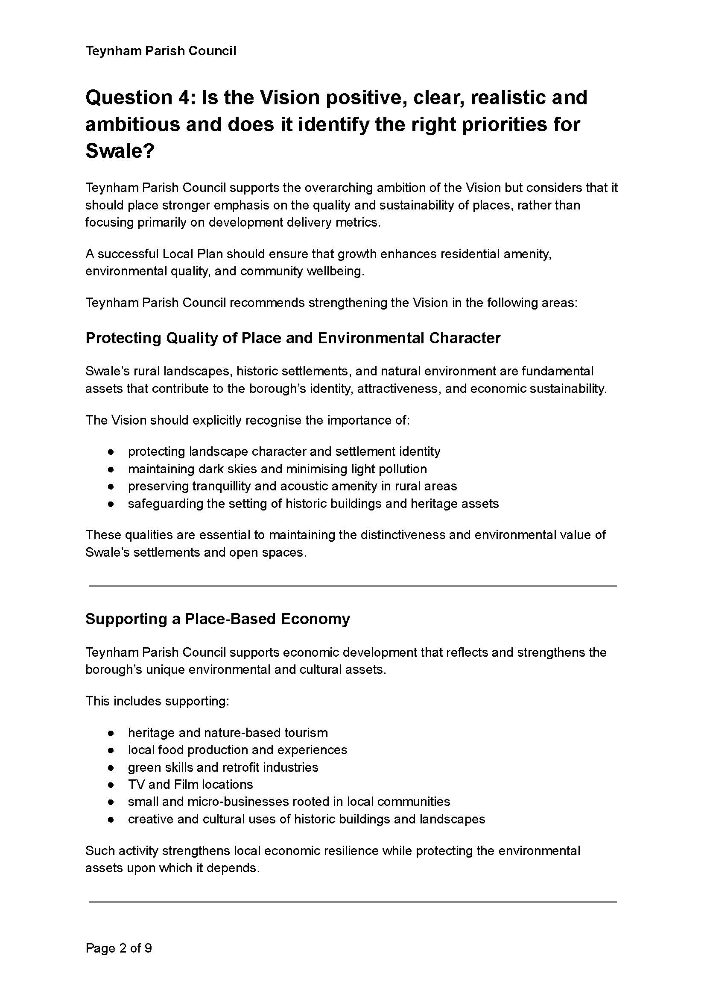 Teynham Parish Council
Question 4: Is the Vision positive, clear, realistic and
ambitious and does it identify the right priorities for
Swale?
Teynham Parish Council supports the overarching ambition of the Vision but considers that it
should place stronger emphasis on the quality and sustainability of places, rather than
focusing primarily on development delivery metrics.
A successful Local Plan should ensure that growth enhances residential amenity,
environmental quality, and community wellbeing.
Teynham Parish Council recommends strengthening the Vision in the following areas:
Protecting Quality of Place and Environmental Character
Swale’s rural landscapes, historic settlements, and natural environment are fundamental
assets that contribute to the borough’s identity, attractiveness, and economic sustainability.
The Vision should explicitly recognise the importance of:
● protecting landscape character and settlement identity
● maintaining dark skies and minimising light pollution
● preserving tranquillity and acoustic amenity in rural areas
● safeguarding the setting of historic buildings and heritage assets
These qualities are essential to maintaining the distinctiveness and environmental value of
Swale’s settlements and open spaces.
Supporting a Place-Based Economy
Teynham Parish Council supports economic development that reflects and strengthens the
borough’s unique environmental and cultural assets.
This includes supporting:
● heritage and nature-based tourism
● local food production and experiences
● green skills and retrofit industries
● TV and Film locations
● small and micro-businesses rooted in local communities
● creative and cultural uses of historic buildings and landscapes
Such activity strengthens local economic resilience while protecting the environmental
assets upon which it depends.
Page 2 of 9